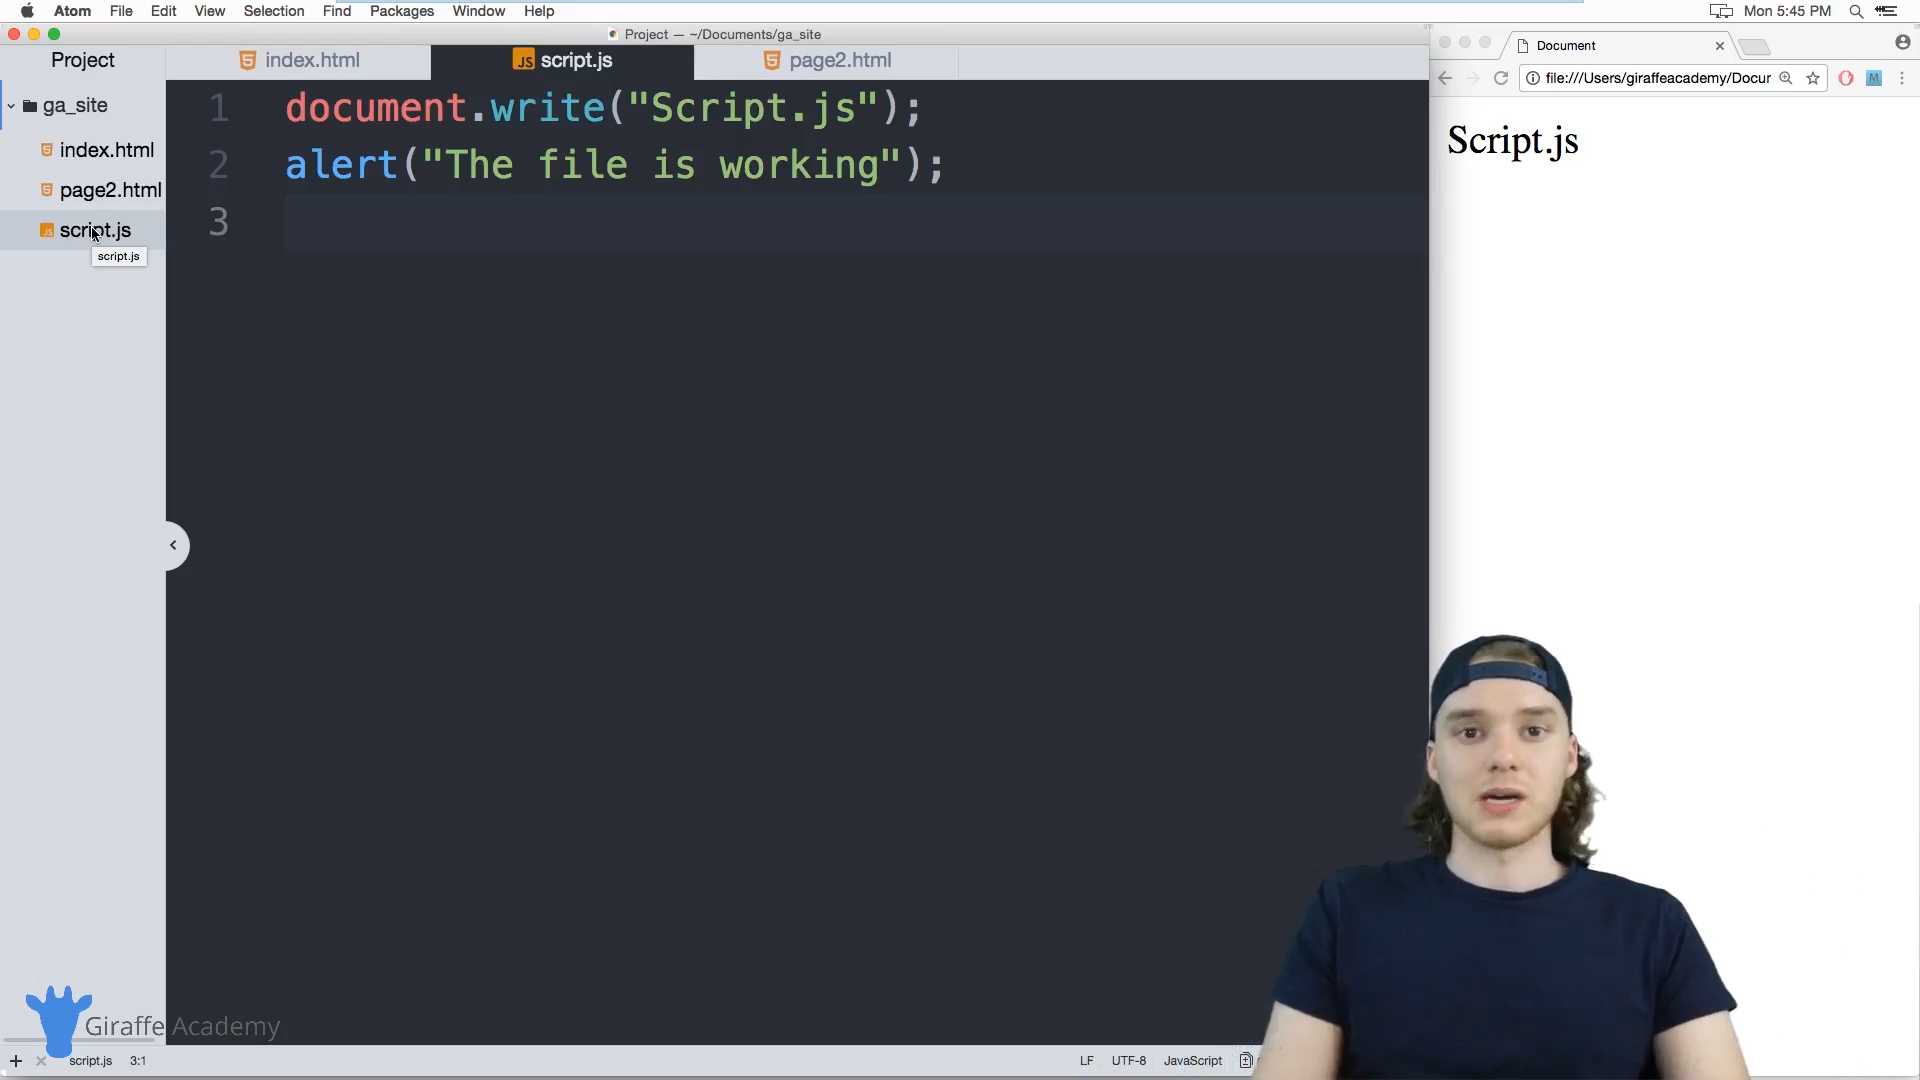 Atom File Edit View Selection Find Packages Window Help
Mon 5:45 PM
Project — ~/Documents/ga_site
Project
index.html
script.js
page2.html
Document
file:///Users/giraffeacademy/Docur
ga_site
index.html
page2.html
script.js
script.js
1 document.write("Script.js");
2 alert("The file is working");
3
Script.js
Giraffe Academy
script.js 3:1
LF UTF-8 JavaScript